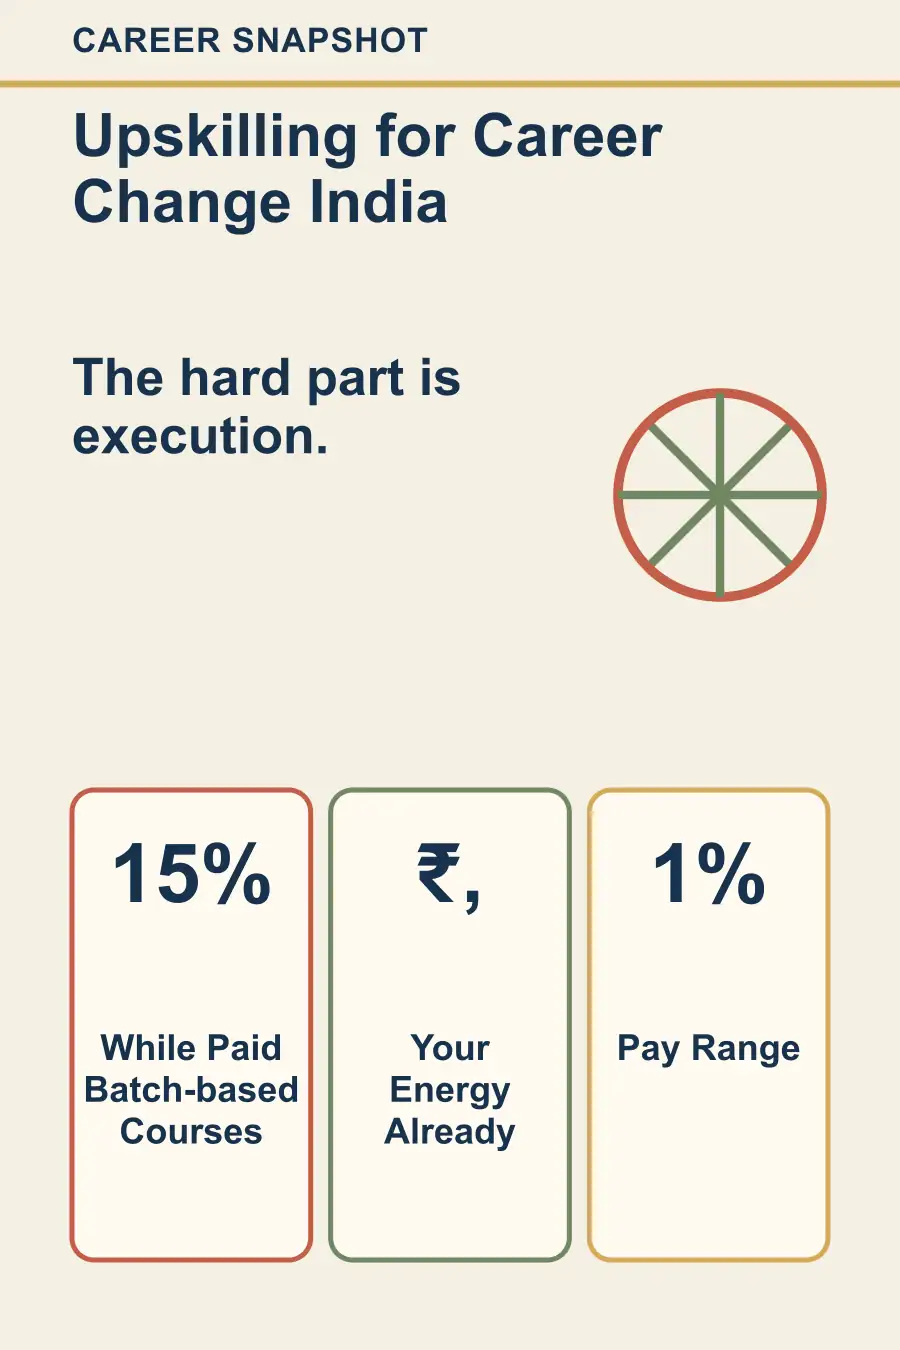 CAREER SNAPSHOT
Upskilling for Career
Change India
The hard part is
execution.
15%
While Paid
Batch-based
Courses
₹,
Your
Energy
Already
1%
Pay Range